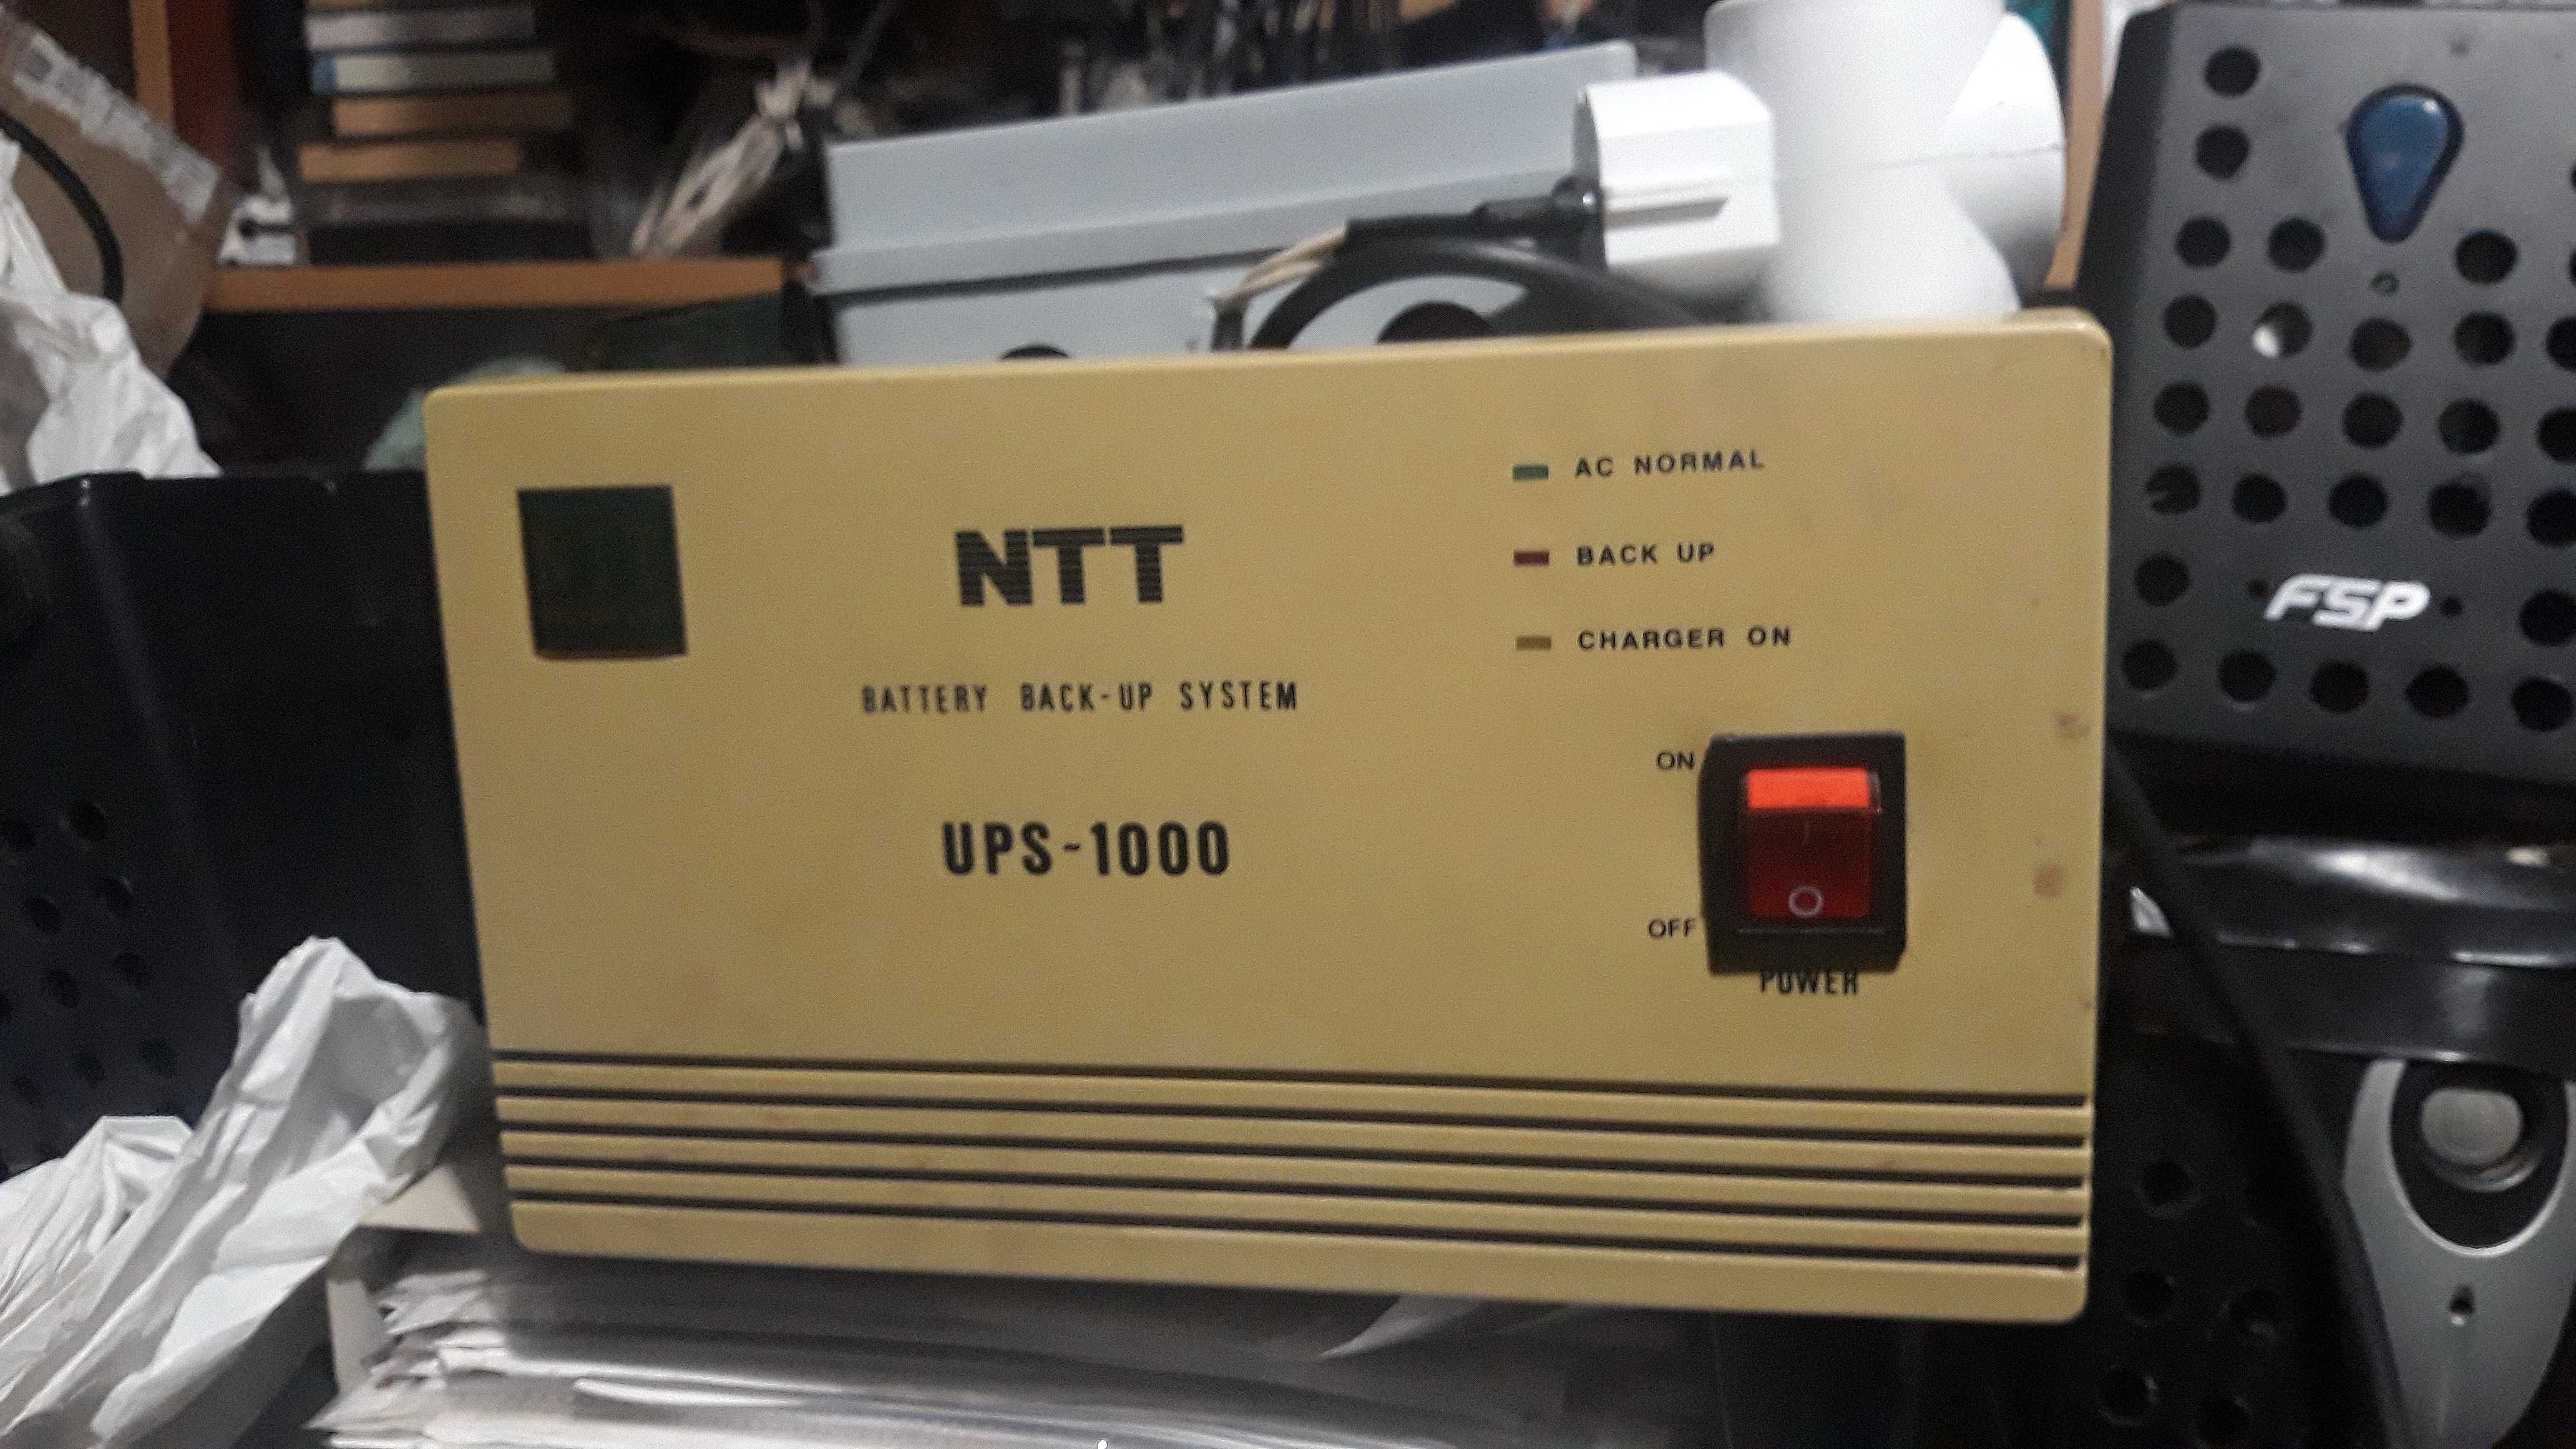 NTT
BATTERY BACK-UP SYSTEM
UPS-1000
AC NORMAL
BACK UP
CHARGER ON
ON
OFF
POWER
FSP